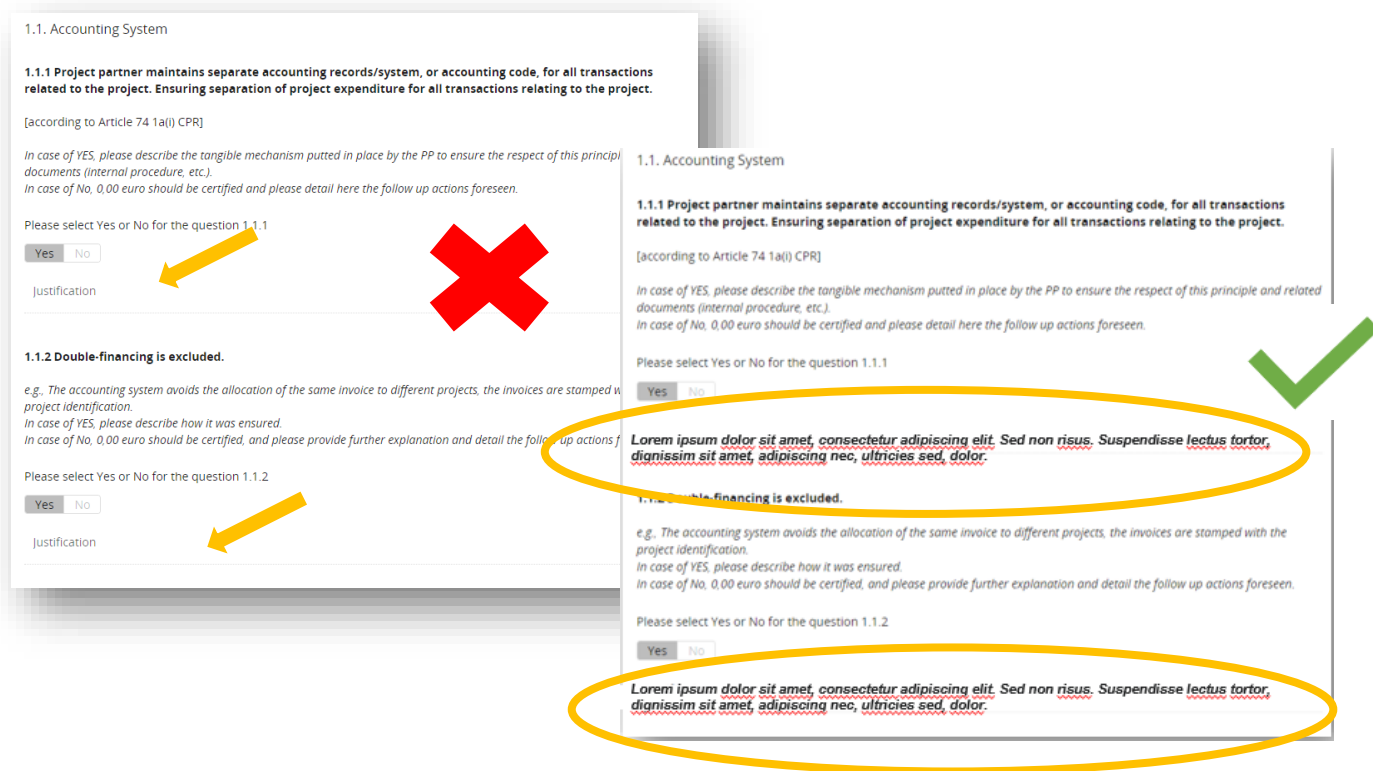 1.1. Accounting System
1.1.1 Project partner maintains separate accounting records/system, or accounting code, for all transactions
related to the project. Ensuring separation of project expenditure for all transactions relating to the project.
[according to Article 74 1a(i) CPR]
In case of YES, please describe the tangible mechanism putted in place by the PP to ensure the respect of this principl
documents (internal procedure, etc.).
In case of No, 0,00 euro should be certified and please detail here the follow up actions foreseen.
Please select Yes or No for the question 1.1.1
Yes No
Justification
1.1.2 Double-financing is excluded.
e.g., The accounting system avoids the allocation of the same invoice to different projects, the invoices are stamped w
project identification.
In case of YES, please describe how it was ensured.
In case of No, 0,00 euro should be certified, and please provide further explanation and detail the follow up actions f
Please select Yes or No for the question 1.1.2
Yes No
Justification
1.1. Accounting System
1.1.1 Project partner maintains separate accounting records/system, or accounting code, for all transactions
related to the project. Ensuring separation of project expenditure for all transactions relating to the project.
[according to Article 74 1a(i) CPR]
In case of YES, please describe the tangible mechanism putted in place by the PP to ensure the respect of this principle and related
documents (internal procedure, etc.).
In case of No, 0,00 euro should be certified and please detail here the follow up actions foreseen.
Please select Yes or No for the question 1.1.1
Yes No
Lorem ipsum dolor sit amet, consectetur adipiscing elit. Sed non risus. Suspendisse lectus tortor,
dignissim sit amet, adipiscing nec, ultricies sed, dolor.
1.1.2 Double-financing is excluded.
e.g., The accounting system avoids the allocation of the same invoice to different projects, the invoices are stamped with the
project identification.
In case of YES, please describe how it was ensured.
In case of No, 0,00 euro should be certified, and please provide further explanation and detail the follow up actions foreseen.
Please select Yes or No for the question 1.1.2
Yes No
Lorem ipsum dolor sit amet, consectetur adipiscing elit. Sed non risus. Suspendisse lectus tortor,
dignissim sit amet, adipiscing nec, ultricies sed, dolor.